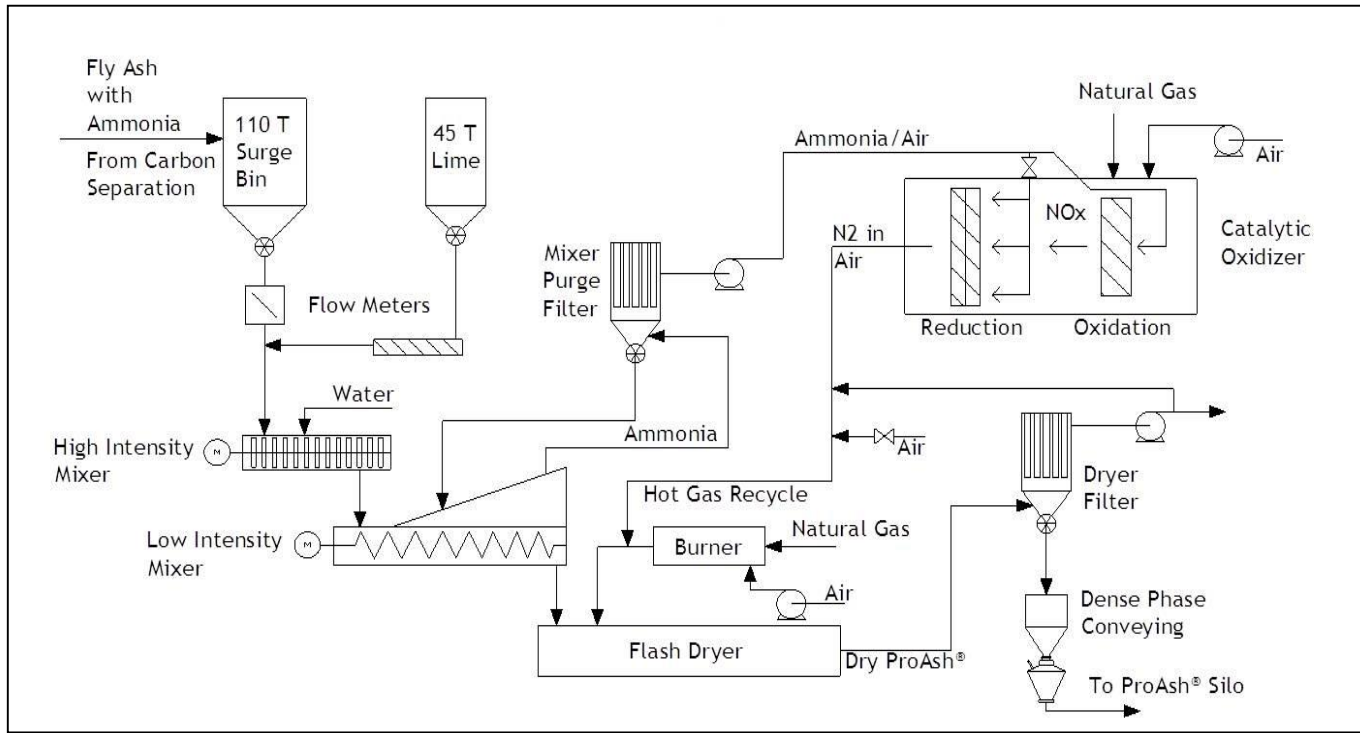 Fly Ash
with
Ammonia
From Carbon
Separation
110 T
Surge
Bin
45 T
Lime
Flow Meters
Water
High Intensity
Mixer
M
Low Intensity
Mixer
M
Mixer
Purge
Filter
Ammonia
Ammonia/Air
Natural Gas
Air
NOx
N2 in
Air
Catalytic
Oxidizer
Reduction
Oxidation
Air
Hot Gas Recycle
Natural Gas
Burner
Air
Flash Dryer
Dry ProAsh®
Dryer
Filter
Dense Phase
Conveying
To ProAsh® Silo